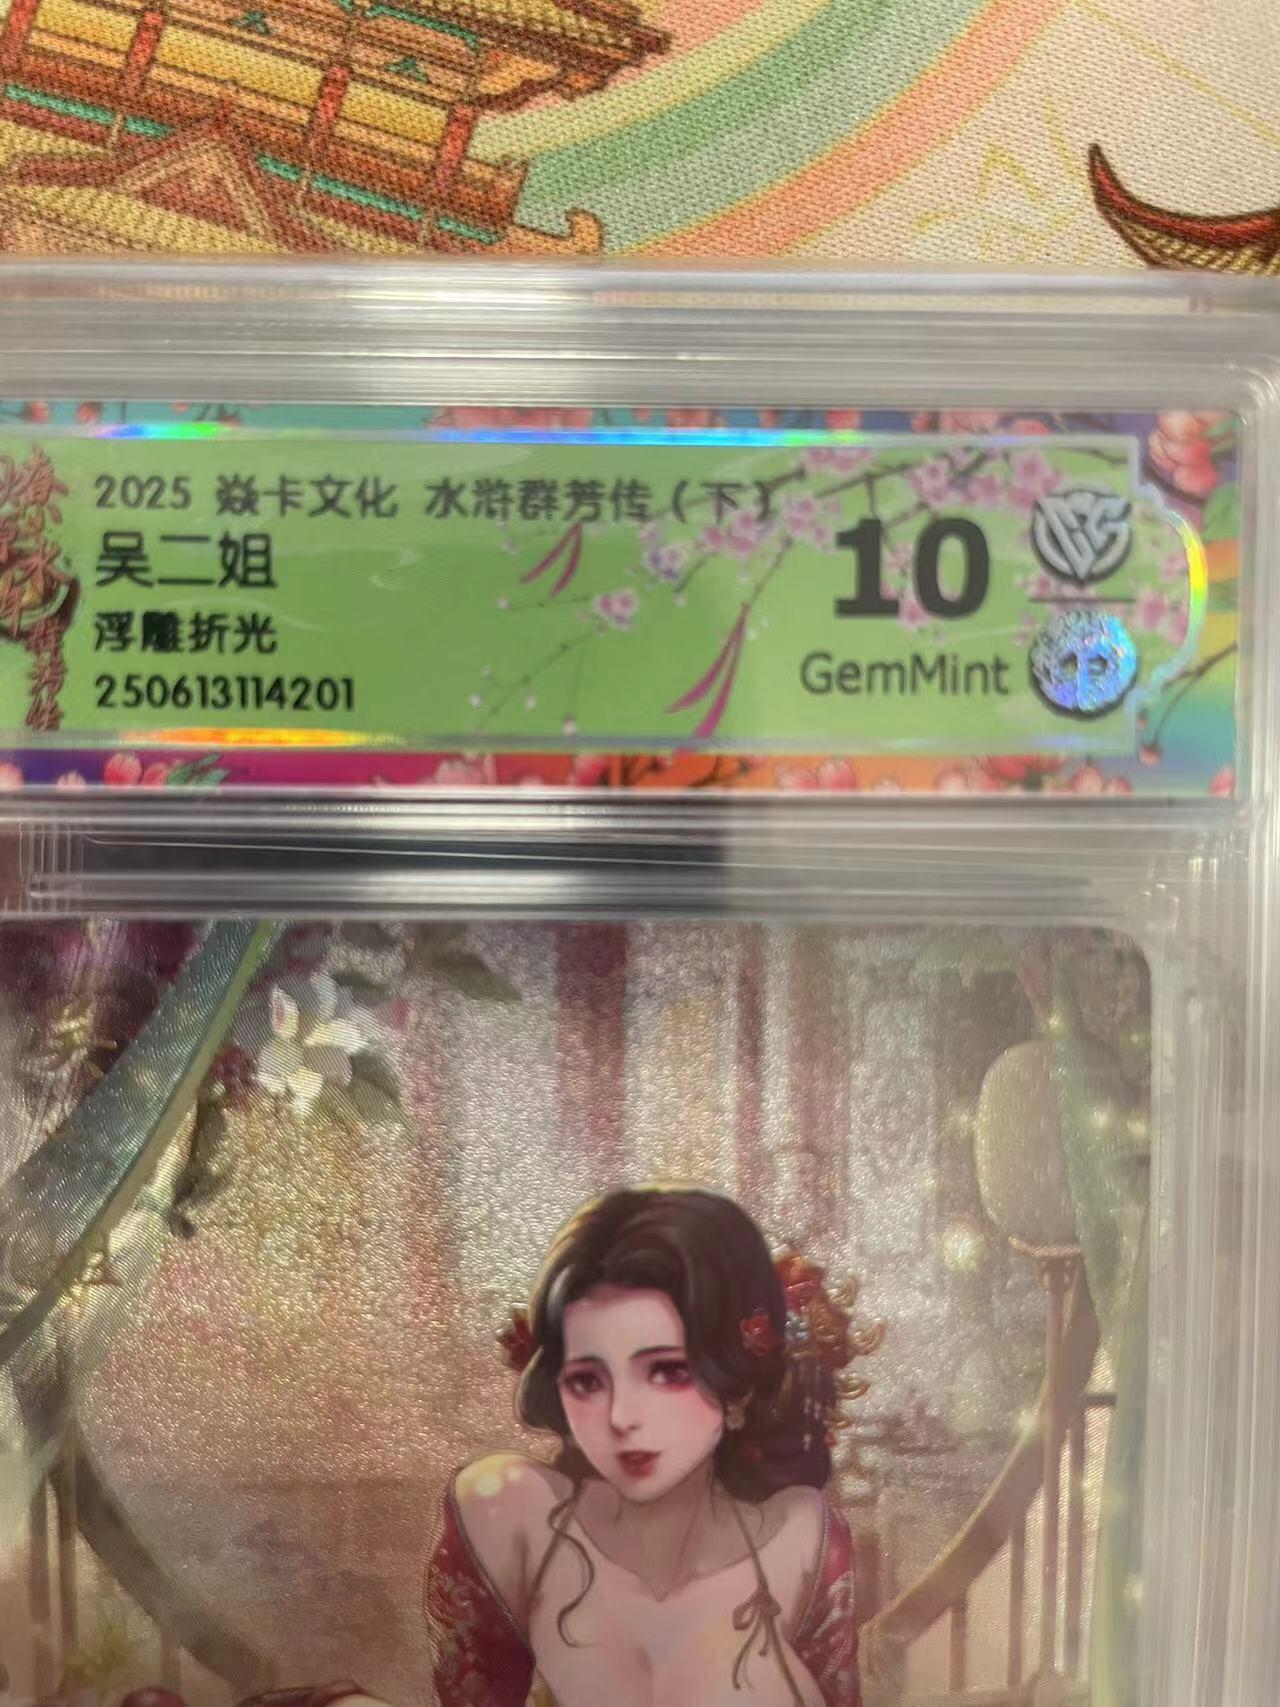 2025 焱卡文化 水浒群芳传（下）
吴二姐
浮雕折光
250613114201
10
GemMint